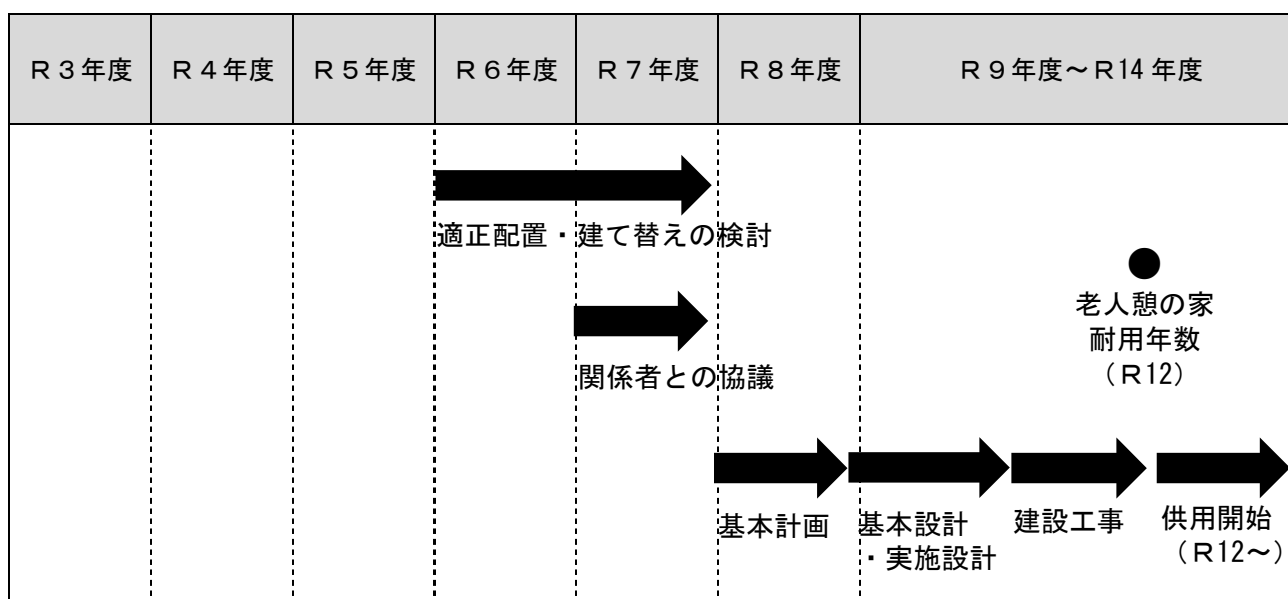 R3年度 R4年度 R5年度 R6年度 R7年度 R8年度 R9年度～R14年度
適正配置・建て替えの検討
老人憩の家
耐用年数
（R12）
関係者との協議
基本計画
基本設計
・実施設計
建設工事
供用開始
（R12～）